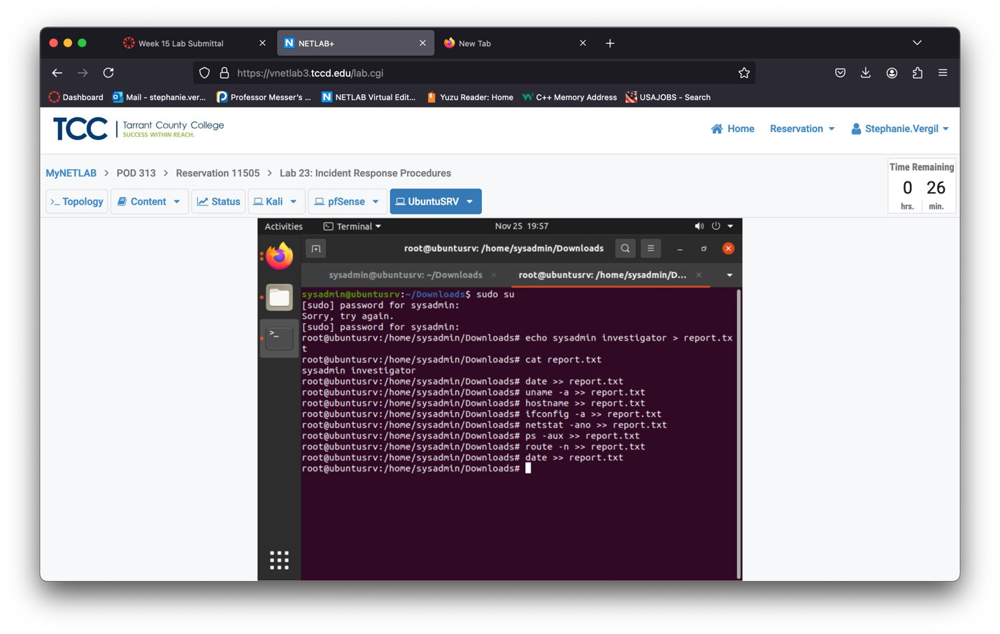 Week 15 Lab Submittal
NETLAB+
New Tab
https://vnetlab3.tccd.edu/lab.cgi
Dashboard
Mail - stephanie.ver...
Professor Messer's ...
NETLAB Virtual Edit...
Yuzu Reader: Home
C++ Memory Address
USAJOBS - Search
TCC
Tarrant County College
SUCCESS WITHIN REACH.
Home
Reservation
Stephanie.Vergil
MyNETLAB > POD 313 > Reservation 11505 > Lab 23: Incident Response Procedures
Time Remaining
0 26
hrs. min.
>_ Topology
Content
Status
Kali
pfSense
UbuntuSRV
Activities
Terminal
Nov 25 19:57
root@ubuntusrv: /home/sysadmin/Downloads
sysadmin@ubuntusrv: ~/Downloads
root@ubuntusrv: /home/sysadmin/D...
sysadmin@ubuntusrv:~/Downloads$ sudo su
[sudo] password for sysadmin:
Sorry, try again.
[sudo] password for sysadmin:
root@ubuntusrv:/home/sysadmin/Downloads# echo sysadmin investigator > report.tx
t
root@ubuntusrv:/home/sysadmin/Downloads# cat report.txt
sysadmin investigator
root@ubuntusrv:/home/sysadmin/Downloads# date >> report.txt
root@ubuntusrv:/home/sysadmin/Downloads# uname -a >> report.txt
root@ubuntusrv:/home/sysadmin/Downloads# hostname >> report.txt
root@ubuntusrv:/home/sysadmin/Downloads# ifconfig -a >> report.txt
root@ubuntusrv:/home/sysadmin/Downloads# netstat -ano >> report.txt
root@ubuntusrv:/home/sysadmin/Downloads# ps -aux >> report.txt
root@ubuntusrv:/home/sysadmin/Downloads# route -n >> report.txt
root@ubuntusrv:/home/sysadmin/Downloads# date >> report.txt
root@ubuntusrv:/home/sysadmin/Downloads#